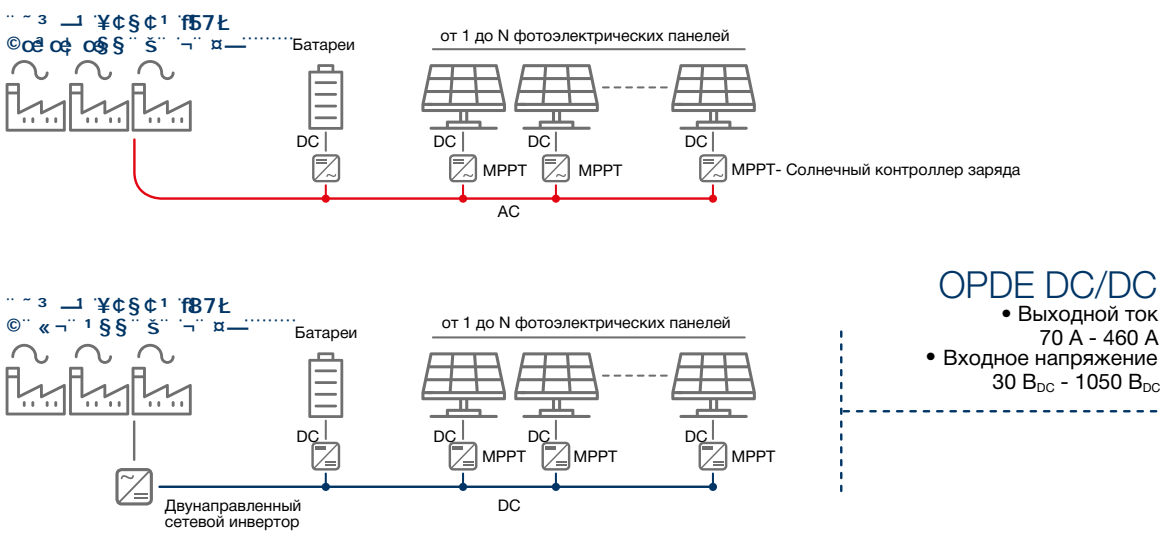 Батареи
от 1 до N фотоэлектрических панелей
DC
DC
DC
DC
MPPT
MPPT
MPPT- Солнечный контроллер заряда
AC
OPDE DC/DC
• Выходной ток
70 А - 460 А
• Входное напряжение
30 В_DC - 1050 В_DC
Батареи
от 1 до N фотоэлектрических панелей
DC
DC
DC
DC
MPPT
MPPT
MPPT
Двунаправленный
сетевой инвертор
DC